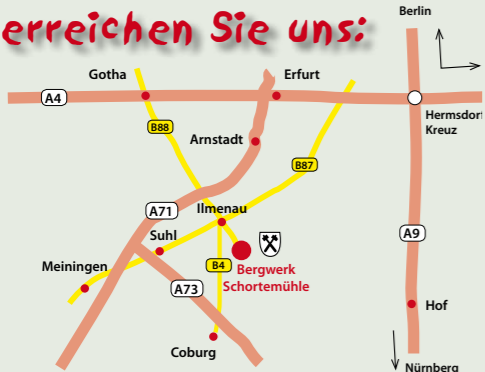 erreichen Sie uns:
Berlin
Gotha
Erfurt
A4
Hermsdorf
Kreuz
B88
Arnstadt
B87
A71
Ilmenau
Suhl
A9
Meiningen
B4
Bergwerk
Schortemühle
A73
Hof
Coburg
Nürnberg